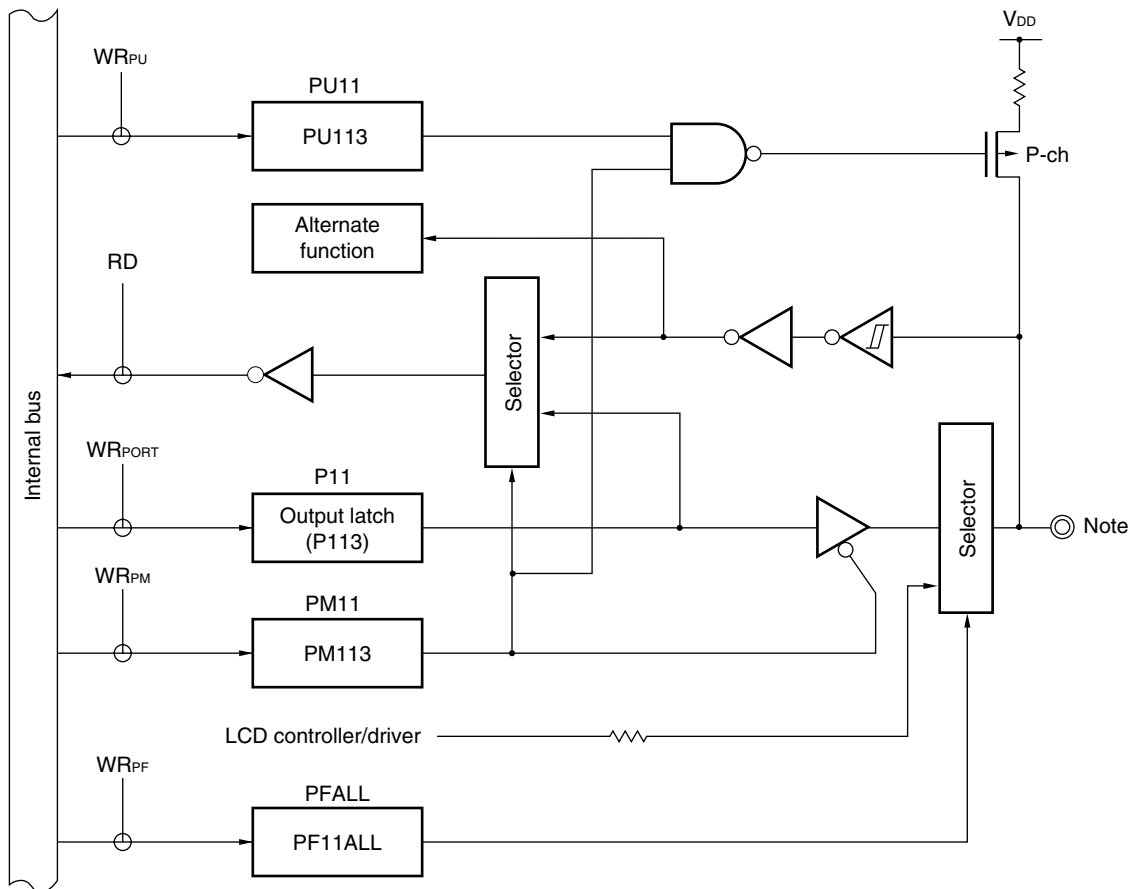 VDD
WRPU
PU11
PU113
P-ch
Alternate
function
RD
Selector
Internal bus
WRPORT
P11
Output latch
(P113)
Selector
Note
WRPM
PM11
PM113
LCD controller/driver
WRPF
PFALL
PF11ALL